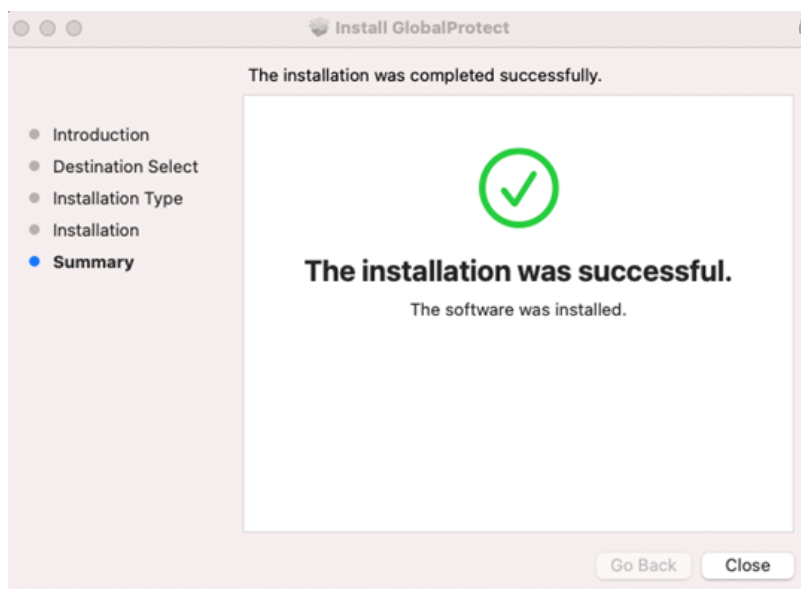 Install GlobalProtect
The installation was completed successfully.
Introduction
Destination Select
Installation Type
Installation
Summary
The installation was successful.
The software was installed.
Go Back
Close